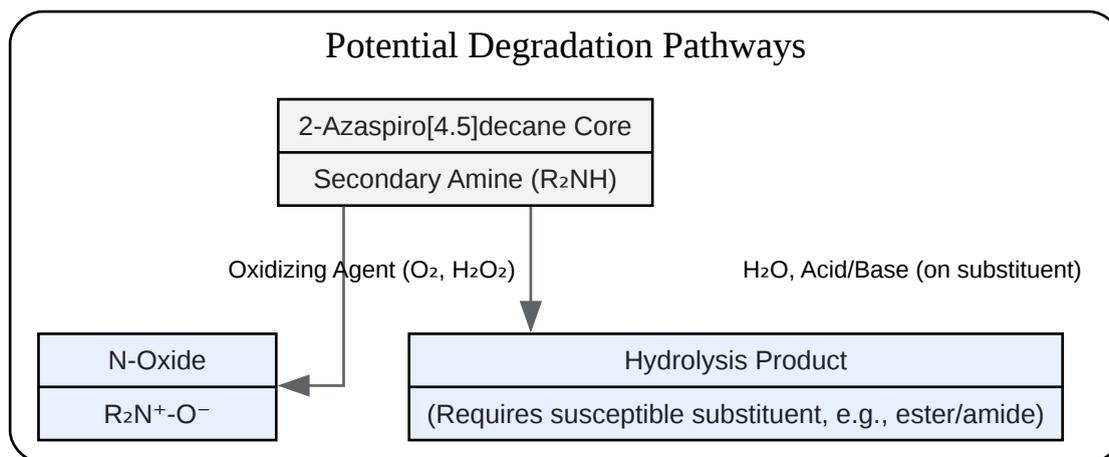 Potential Degradation Pathways
2-Azaspiro[4.5]decane Core
Secondary Amine (R₂NH)
Oxidizing Agent (O₂, H₂O₂)
H₂O, Acid/Base (on substituent)
N-Oxide
R₂N⁺-O⁻
Hydrolysis Product
(Requires susceptible substituent, e.g., ester/amide)